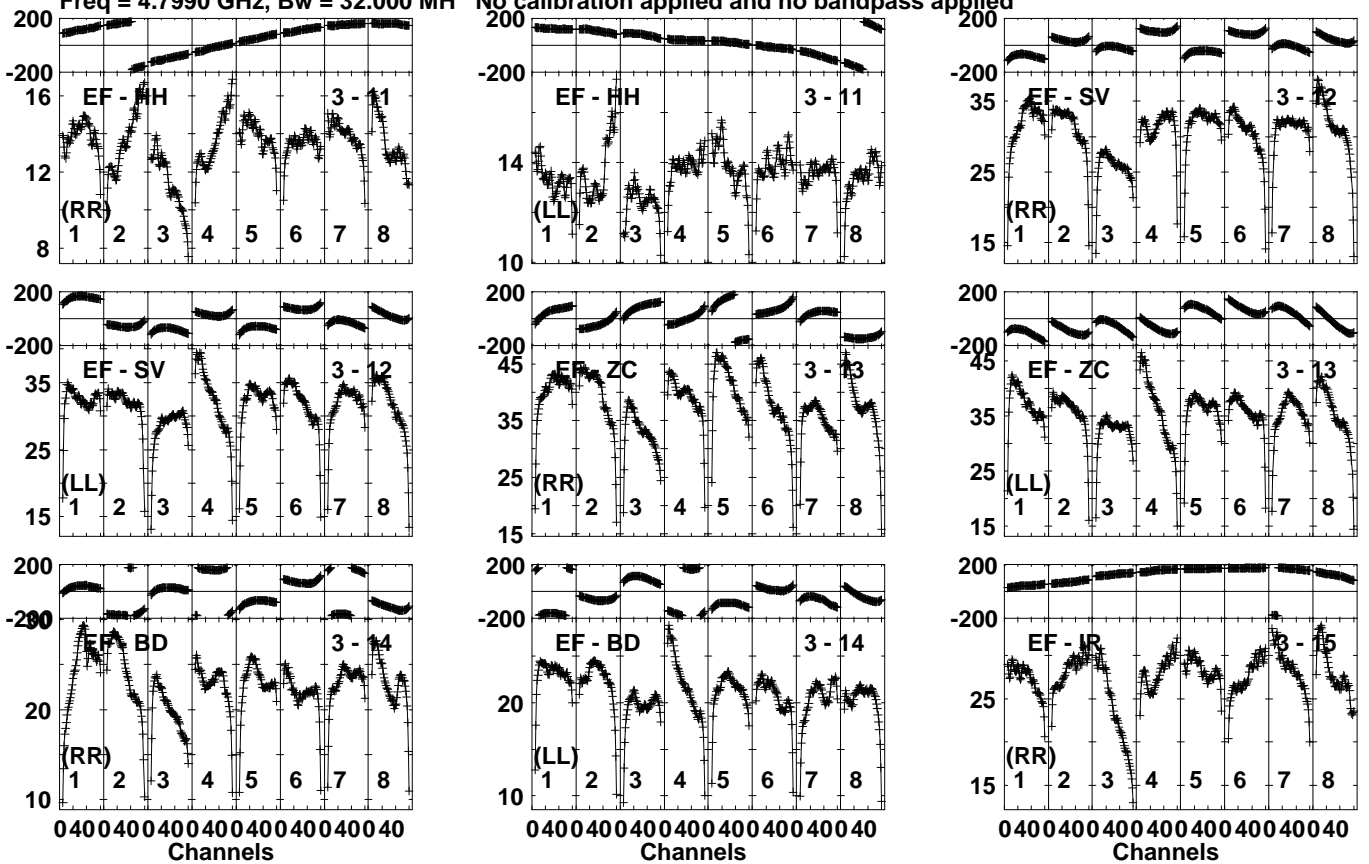 Freq = 4.7990 GHz, Bw = 32.000 MH No calibration applied and no bandpass applied
200
-200
16
12
8
EF - HH
3 - 11
(RR)
1 2 3 4 5 6 7 8
200
-200
14
10
EF - HH
3 - 11
(LL)
1 2 3 4 5 6 7 8
200
-200
35
25
15
EF - SV
3 - 12
(RR)
1 2 3 4 5 6 7 8
200
-200
35
25
15
EF - SV
3 - 12
(LL)
1 2 3 4 5 6 7 8
200
-200
45
35
25
15
EF - ZC
3 - 13
(RR)
1 2 3 4 5 6 7 8
200
-200
45
35
25
15
EF - ZC
3 - 13
(LL)
1 2 3 4 5 6 7 8
200
-200
30
20
10
EF - BD
3 - 14
(RR)
1 2 3 4 5 6 7 8
200
-200
20
10
EF - BD
3 - 14
(LL)
1 2 3 4 5 6 7 8
200
-200
25
15
EF - IR
3 - 15
(RR)
1 2 3 4 5 6 7 8
0 40 0 40 0 40 0 40 0 40 0 40 0 40 0 40
Channels
0 40 0 40 0 40 0 40 0 40 0 40 0 40 0 40
Channels
0 40 0 40 0 40 0 40 0 40 0 40 0 40 0 40
Channels